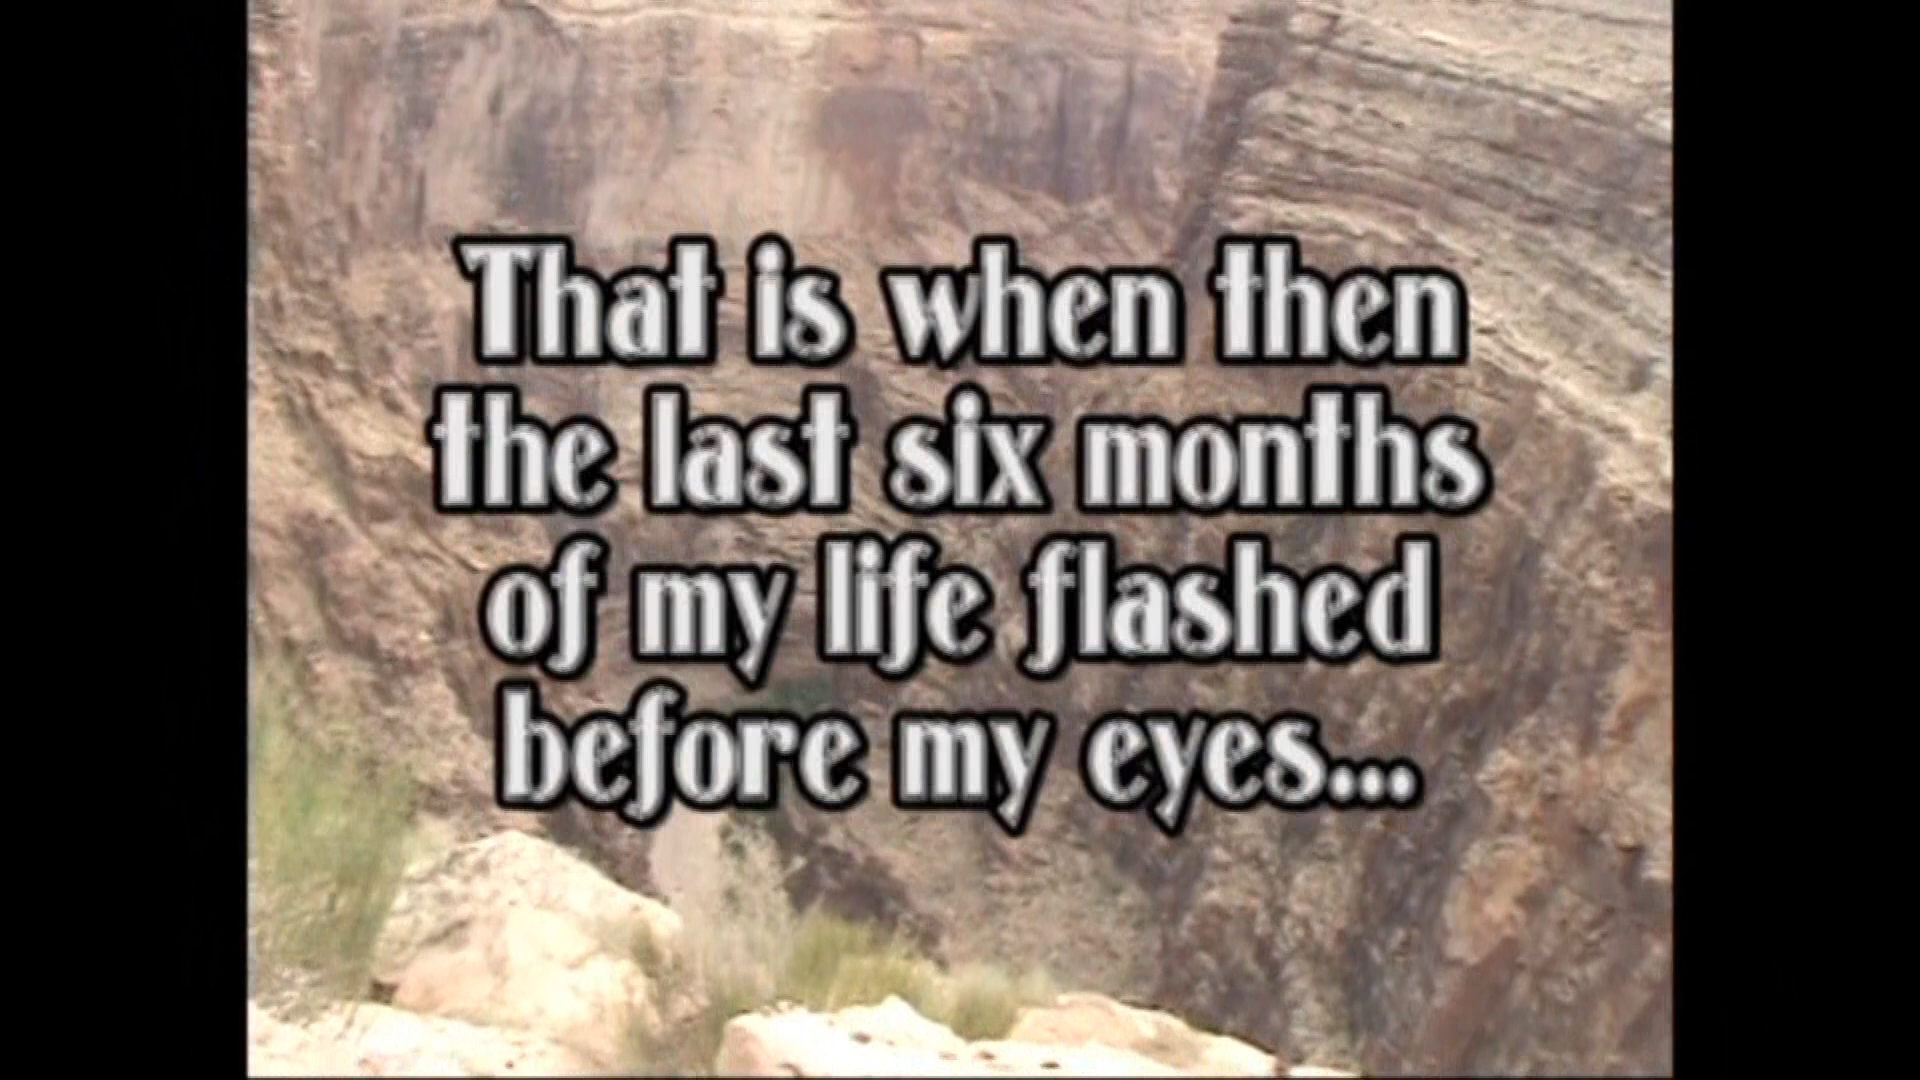 That is when then
the last six months
of my life flashed
before my eyes...